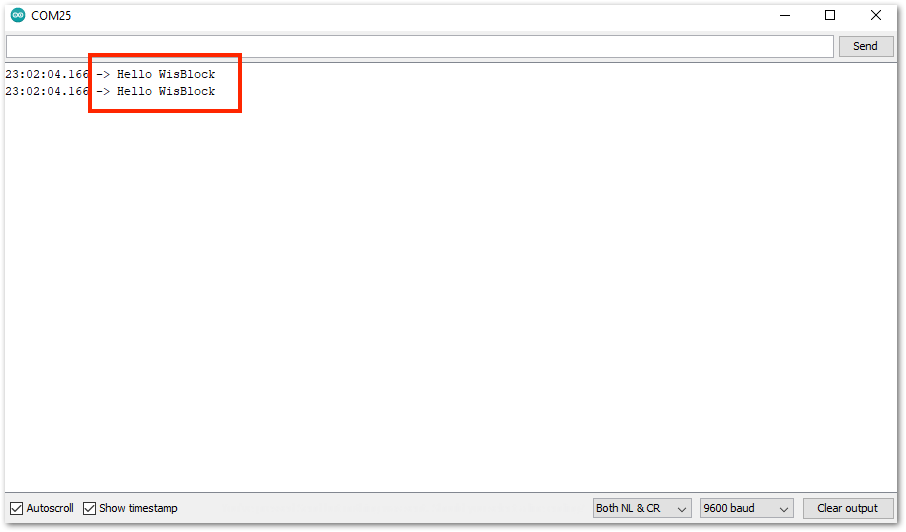 COM25
Send
23:02:04.166 -> Hello WisBlock
23:02:04.166 -> Hello WisBlock
Autoscroll Show timestamp Both NL & CR 9600 baud Clear output